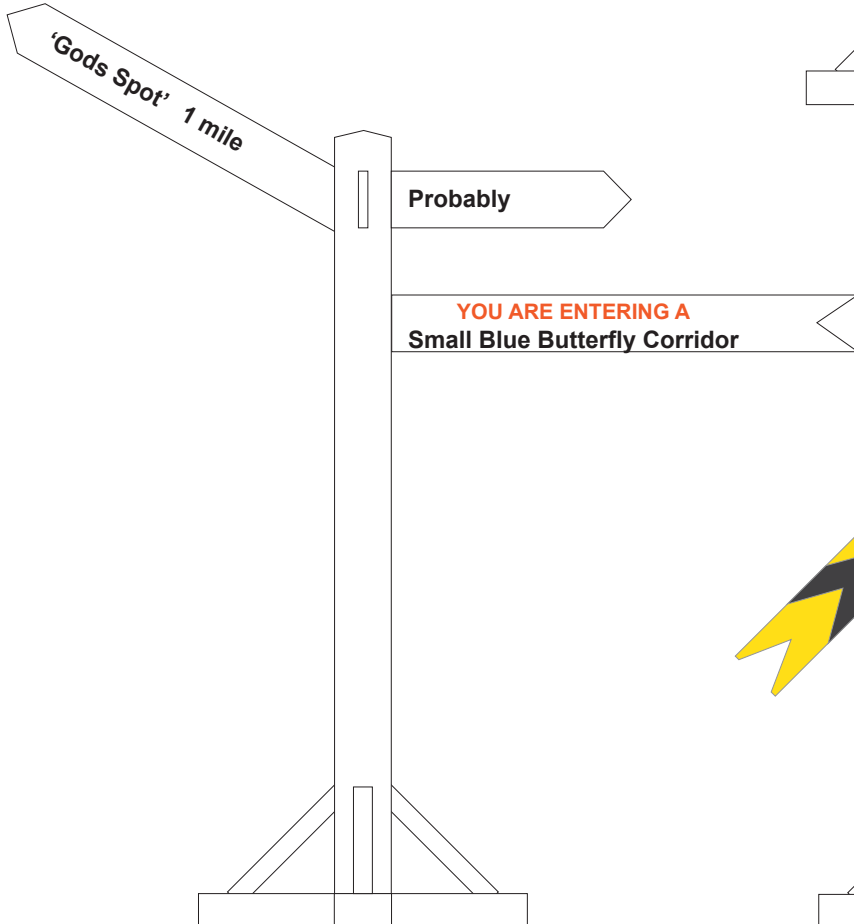 ‘Gods Spot’ 1 mile
Probably
YOU ARE ENTERING A
Small Blue Butterfly Corridor